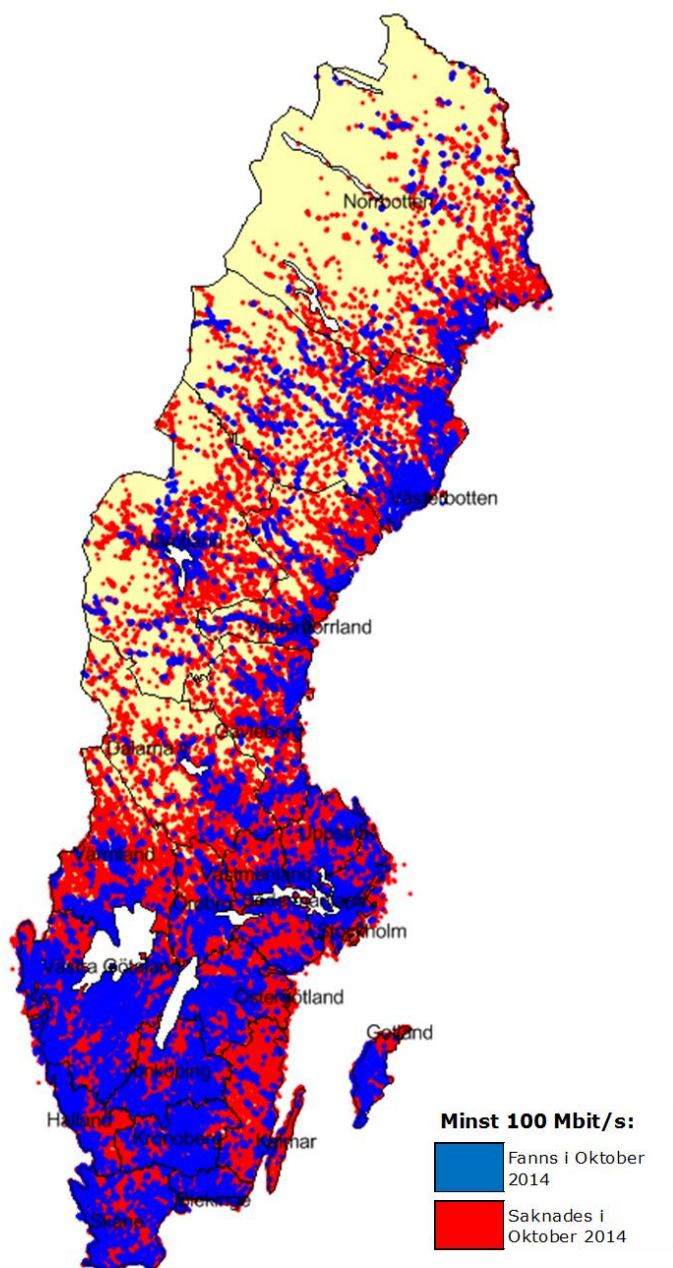 Norrbotten
Västerbotten
Jämtland
Västernorrland
Gävleborg
Dalarna
Uppsala
Värmland
Västmanland
Örebro
Södermanland
Stockholm
Västra Götaland
Östergötland
Gotland
Jönköping
Halland
Kronoberg
Kalmar
Blekinge
Skåne
Minst 100 Mbit/s:
Fanns i Oktober
2014
Saknades i
Oktober 2014